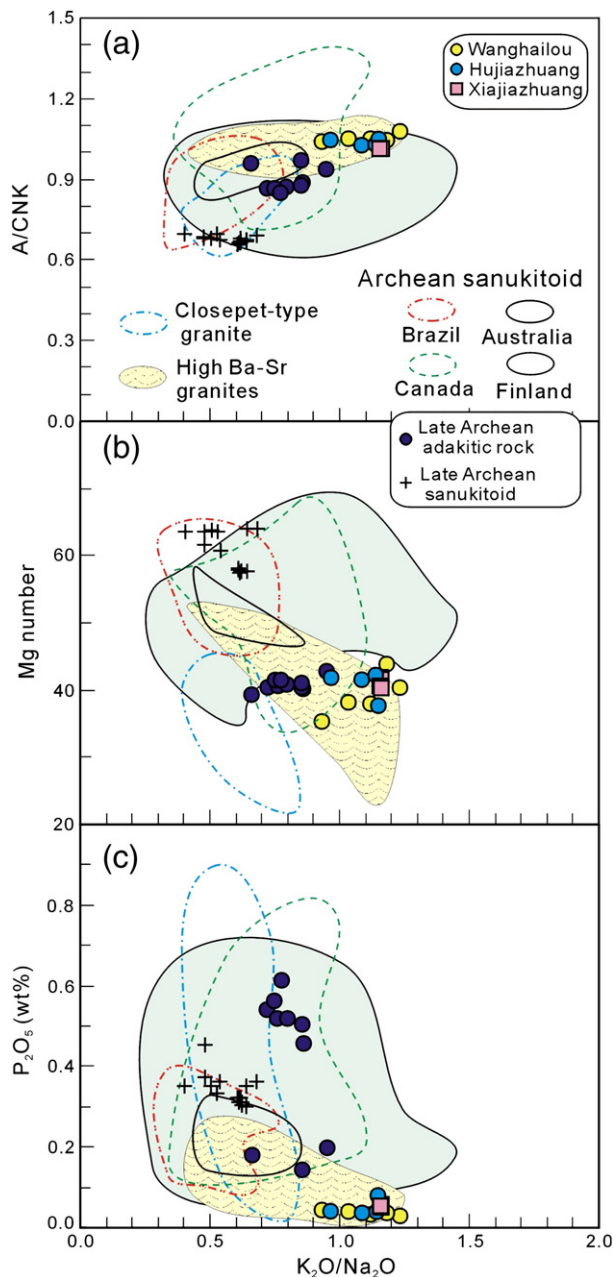 (a)
Wanghailou
Hujiazhuang
Xiajiazhuang
1.5
1.2
0.9
0.6
0.3
0.0
A/CNK
Archean sanukitoid
Closepet-type
granite
High Ba-Sr
granites
Brazil
Australia
Canada
Finland
(b)
Late Archean
adakitic rock
Late Archean
sanukitoid
60
40
20
Mg number
(c)
0.8
0.6
0.4
0.2
0.0
P₂O₅ (wt%)
0.0 0.5 1.0 1.5 2.0
K₂O/Na₂O